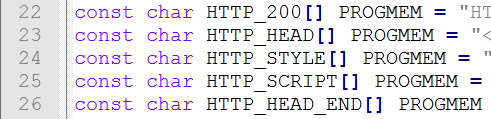 22 const char HTTP_200[] PROGMEM = "HT
23 const char HTTP_HEAD[] PROGMEM = "<
24 const char HTTP_STYLE[] PROGMEM = "
25 const char HTTP_SCRIPT[] PROGMEM =
26 const char HTTP_HEAD_END[] PROGMEM